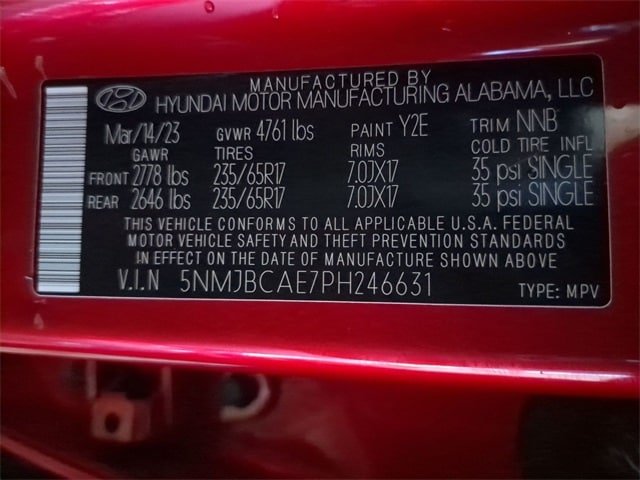 MANUFACTURED BY
HYUNDAI MOTOR MANUFACTURING ALABAMA, LLC
Mar/14/23 GVWR 4761 lbs PAINT Y2E TRIM NNB
GAWR TIRES RIMS COLD TIRE INFL
FRONT 2778 lbs 235/65R17 7.0JX17 35 psi SINGLE
REAR 2646 lbs 235/65R17 7.0JX17 35 psi SINGLE
THIS VEHICLE CONFORMS TO ALL APPLICABLE U.S.A. FEDERAL
MOTOR VEHICLE SAFETY AND THEFT PREVENTION STANDARDS
IN EFFECT ON THE DATE OF MANUFACTURE SHOWN ABOVE
V.I.N 5NMJBCAE7PH246631 TYPE: MPV